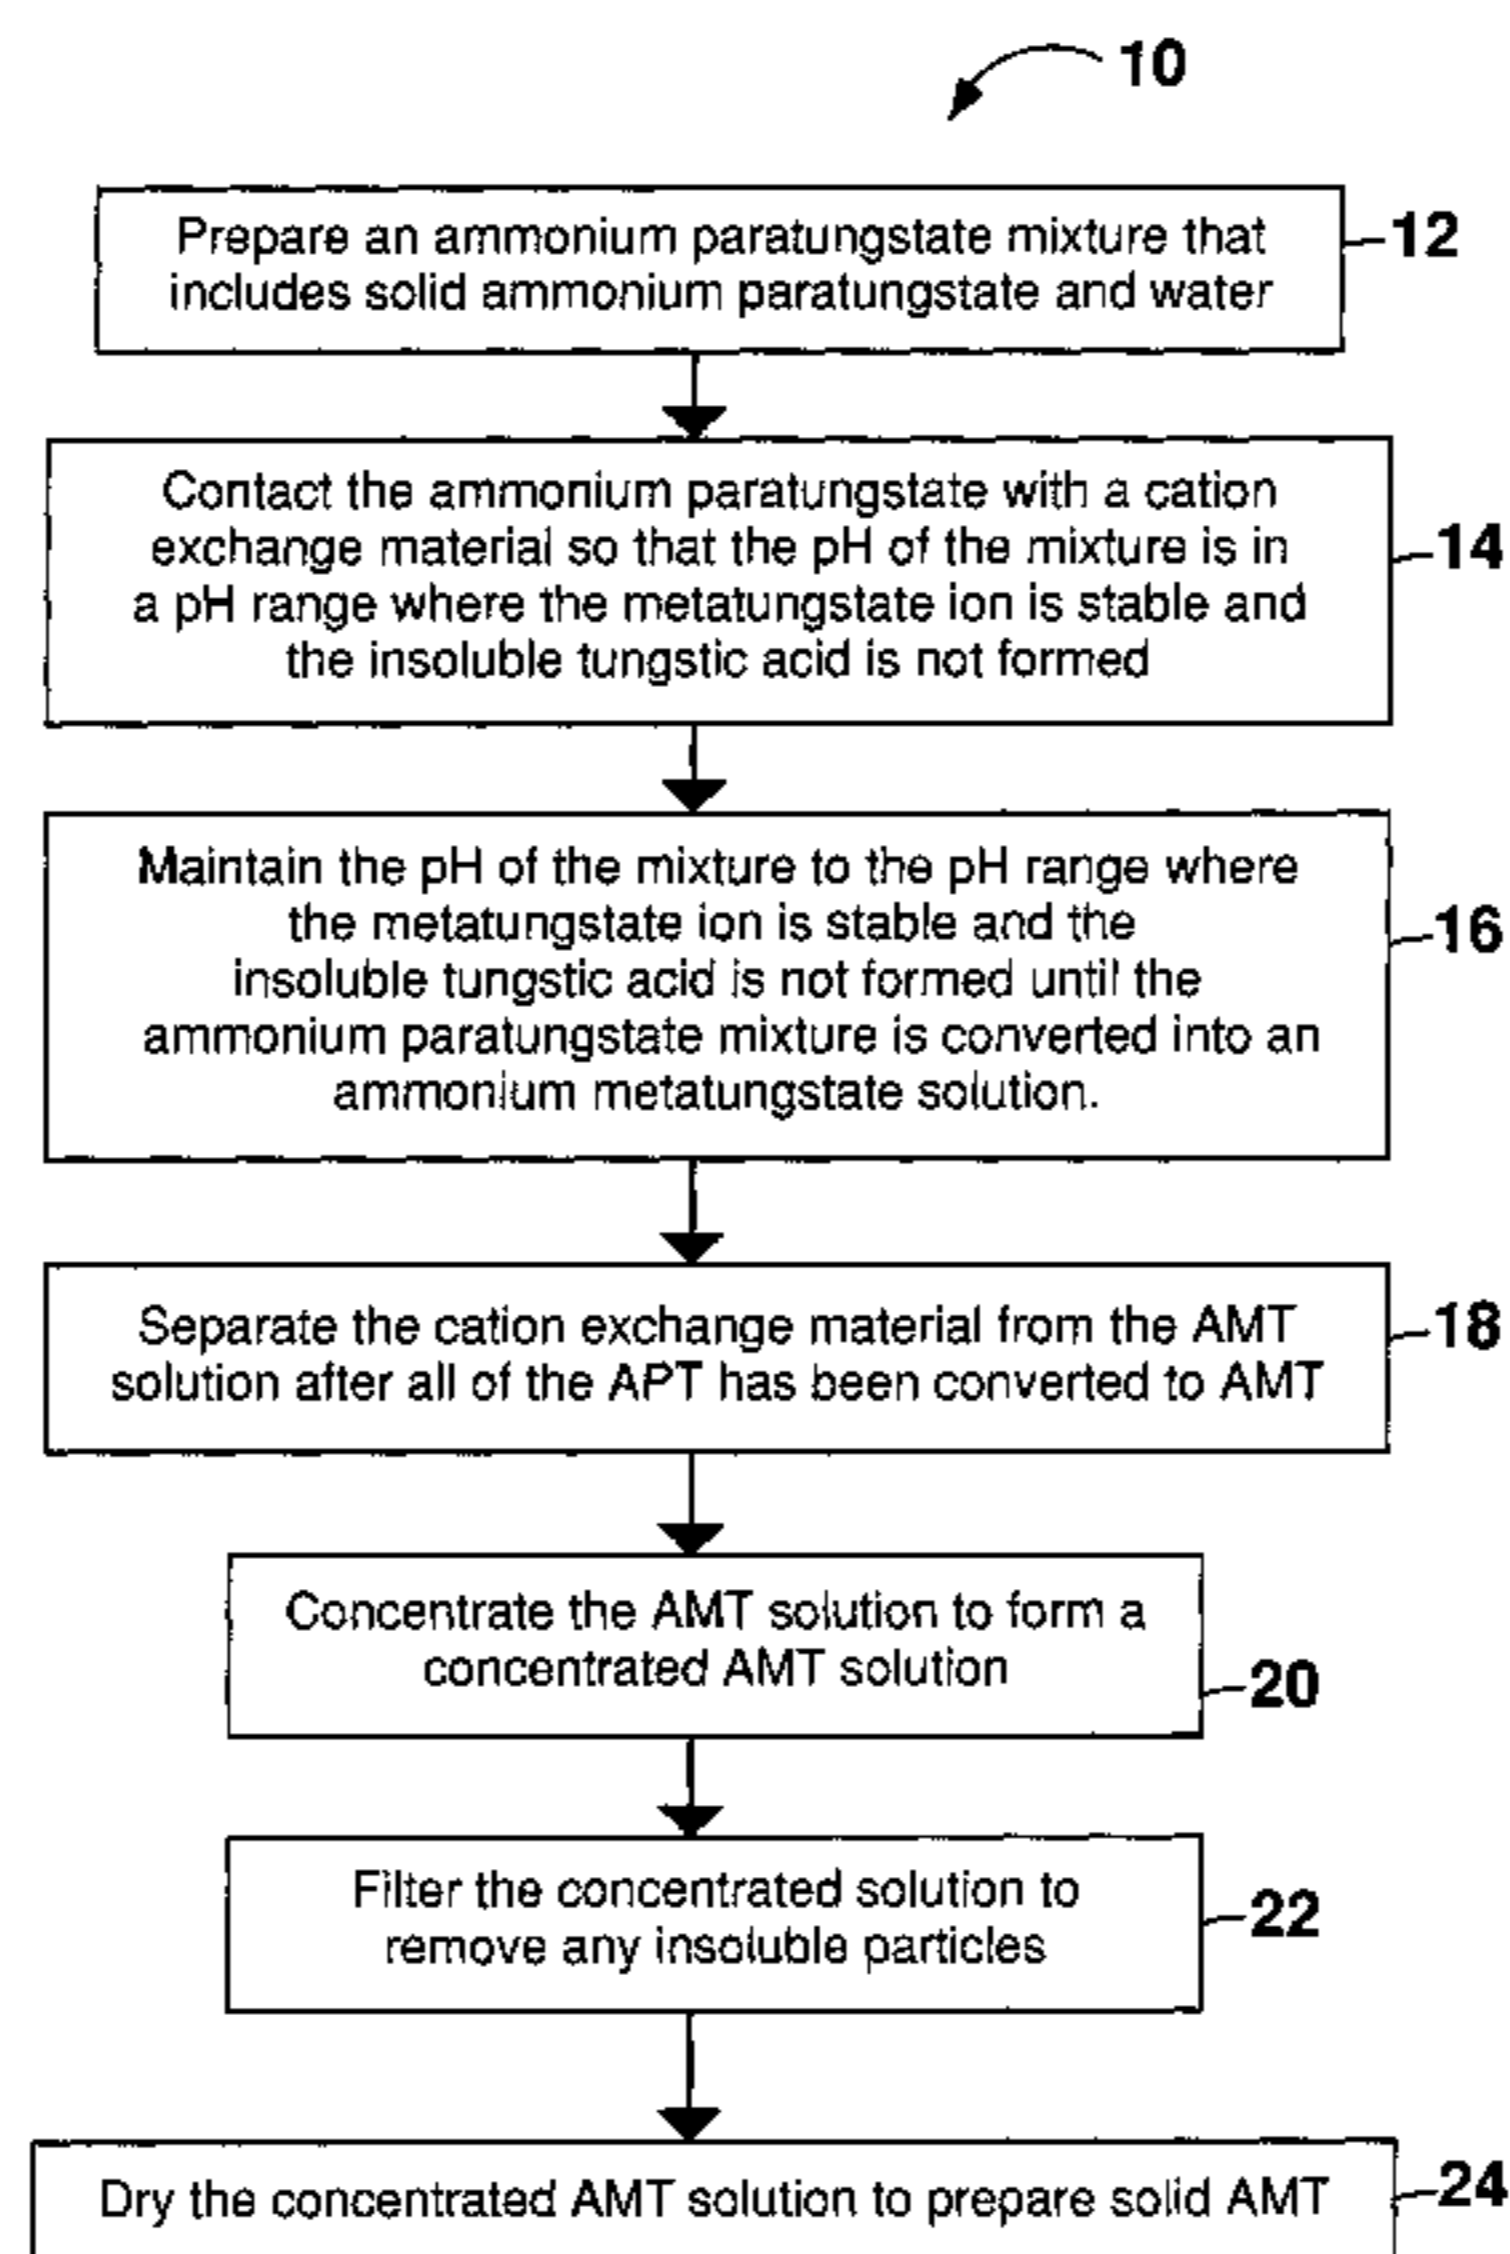 10
Prepare an ammonium paratungstate mixture that
includes solid ammonium paratungstate and water
12
Contact the ammonium paratungstate with a cation
exchange material so that the pH of the mixture is in
a pH range where the metatungstate ion is stable and
the insoluble tungstic acid is not formed
14
Maintain the pH of the mixture to the pH range where
the metatungstate ion is stable and the
insoluble tungstic acid is not formed until the
ammonium paratungstate mixture is converted into an
ammonium metatungstate solution.
16
Separate the cation exchange material from the AMT
solution after all of the APT has been converted to AMT
18
Concentrate the AMT solution to form a
concentrated AMT solution
20
Filter the concentrated solution to
remove any insoluble particles
22
Dry the concentrated AMT solution to prepare solid AMT
24